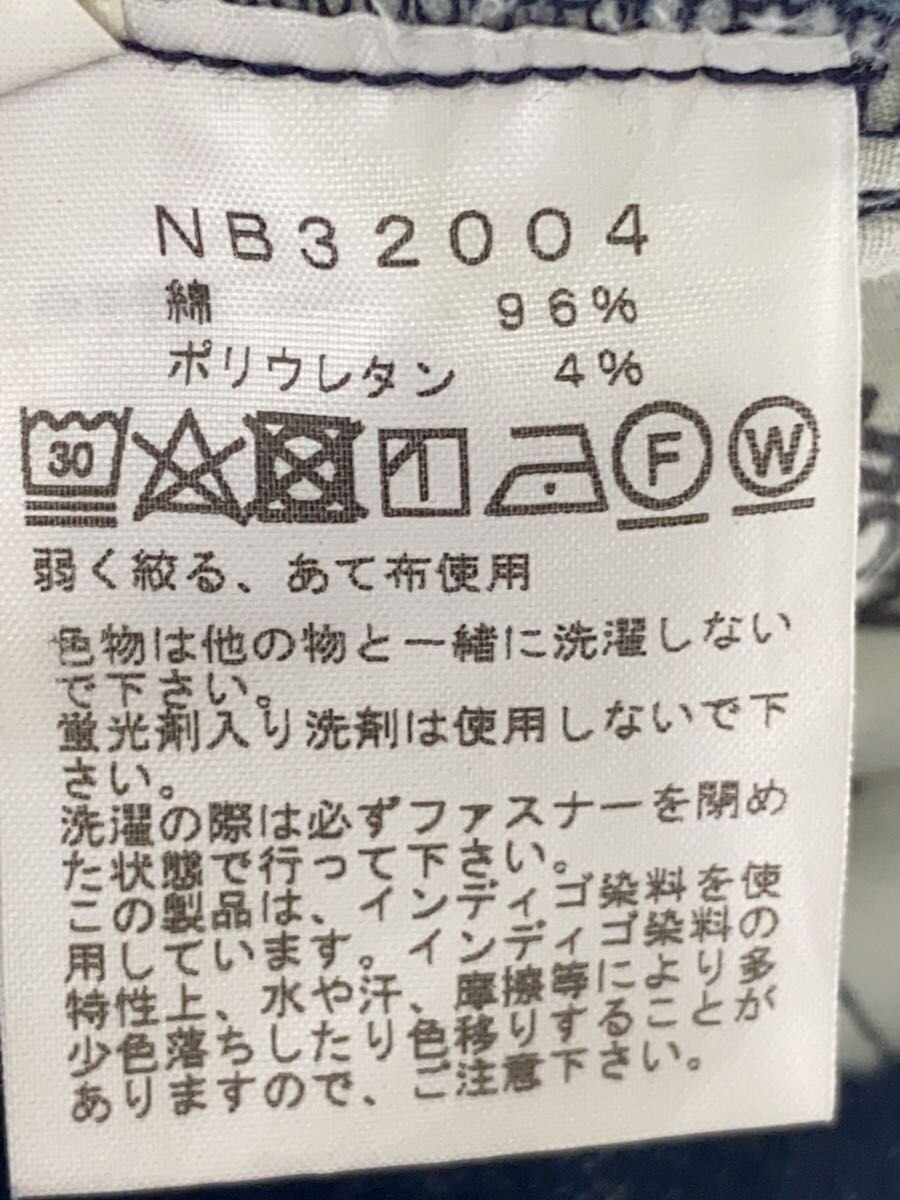 NB32004
綿 96%
ポリウレタン 4%
30 F W
弱く絞る、あて布使用
色物は他の物と一緒に洗濯しない
で下さい。
蛍光剤入り洗剤は使用しないで下
さい。
洗濯の際は必ずファスナーを閉め
た状態で行って下さい。
この製品は、インディゴ染料を使
用しています。インディゴ染料の
特性上、水や汗、摩擦等により多
少色落ちしたり色移りすることが
ありますので、ご注意下さい。